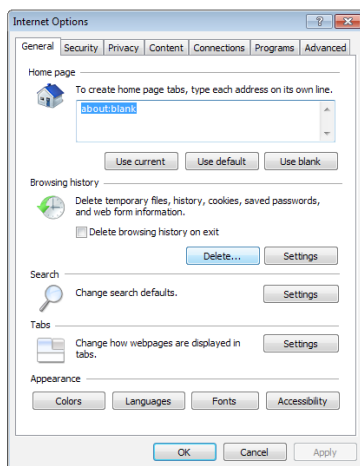 Internet Options
General Security Privacy Content Connections Programs Advanced
Home page
To create home page tabs, type each address on its own line.
about:blank
Use current Use default Use blank
Browsing history
Delete temporary files, history, cookies, saved passwords,
and web form information.
Delete browsing history on exit
Delete... Settings
Search
Change search defaults.
Settings
Tabs
Change how webpages are displayed in
tabs.
Settings
Appearance
Colors Languages Fonts Accessibility
OK Cancel Apply